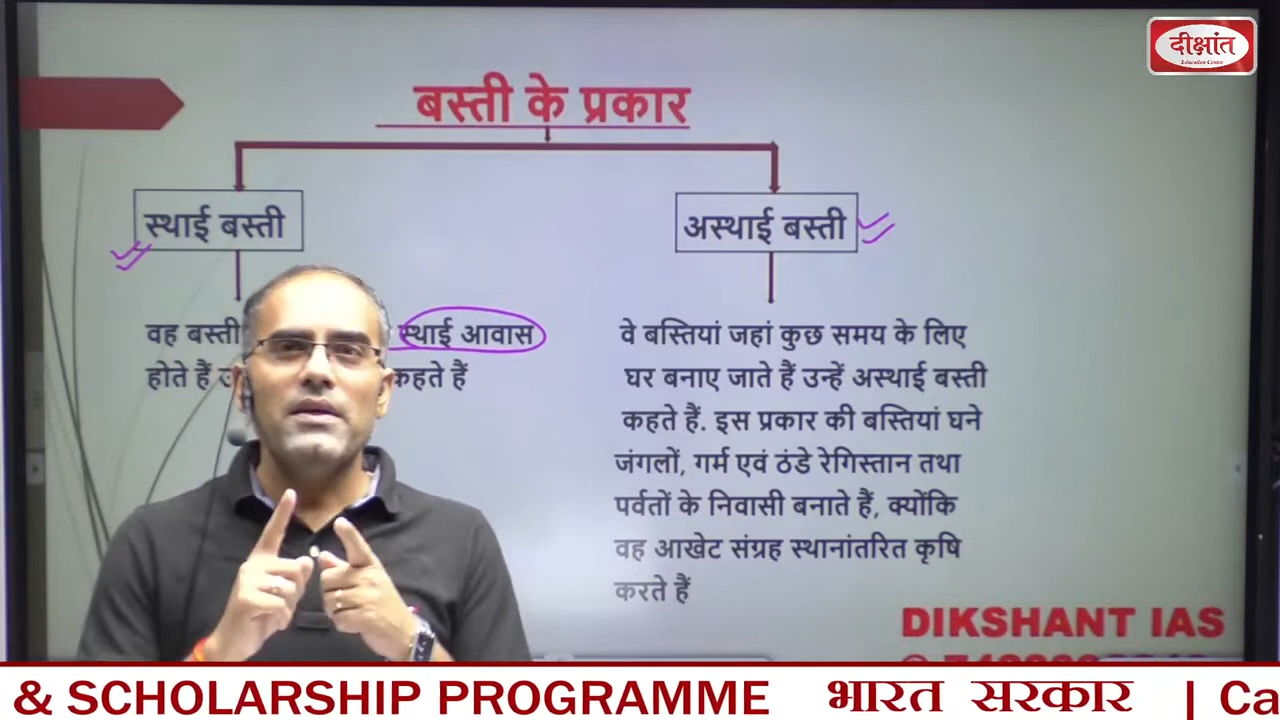 दीक्षांत
Education Centre
बस्ती के प्रकार
स्थाई बस्ती
अस्थाई बस्ती
वह बस्ती स्थाई आवास
होते हैं कहते हैं
वे बस्तियां जहां कुछ समय के लिए
घर बनाए जाते हैं उन्हें अस्थाई बस्ती
कहते हैं. इस प्रकार की बस्तियां घने
जंगलों, गर्म एवं ठंडे रेगिस्तान तथा
पर्वतों के निवासी बनाते हैं, क्योंकि
वह आखेट संग्रह स्थानांतरित कृषि
करते हैं
DIKSHANT IAS
& SCHOLARSHIP PROGRAMME भारत सरकार | Ca